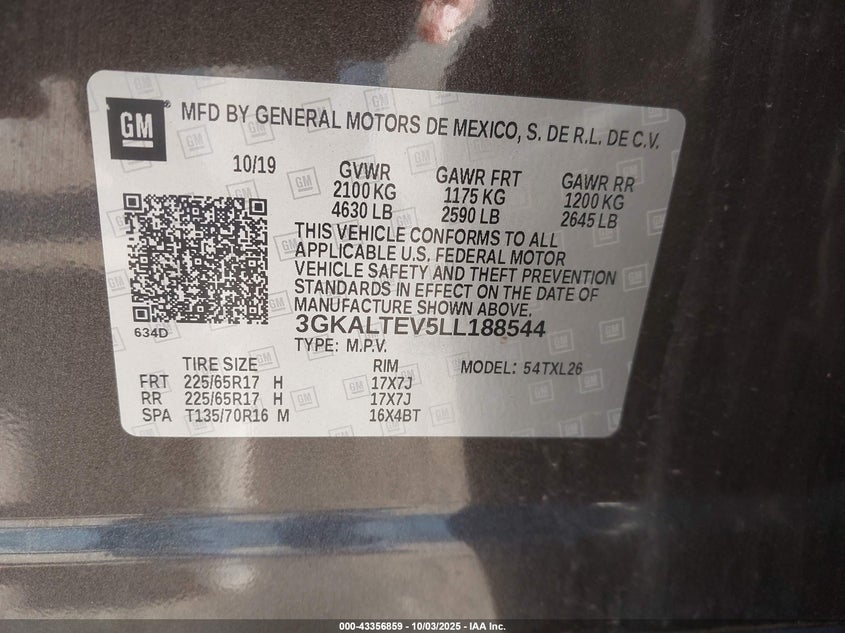 GM MFD BY GENERAL MOTORS DE MEXICO, S. DE R.L. DE C.V.
10/19 GVWR GAWR FRT GAWR RR
2100 KG 1175 KG 1200 KG
4630 LB 2590 LB 2645 LB
THIS VEHICLE CONFORMS TO ALL
APPLICABLE U.S. FEDERAL MOTOR
VEHICLE SAFETY AND THEFT PREVENTION
STANDARDS IN EFFECT ON THE DATE OF
MANUFACTURE SHOWN ABOVE.
3GKALTEV5LL188544
634D
TYPE: M.P.V.
TIRE SIZE RIM MODEL: 54TXL26
FRT 225/65R17 H 17X7J
RR 225/65R17 H 17X7J
SPA T135/70R16 M 16X4BT
000-43356859 - 10/03/2025 - IAA Inc.